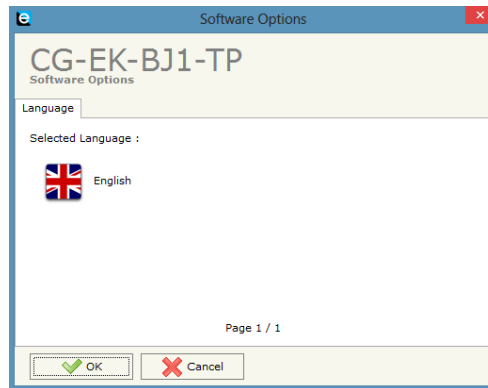 Software Options
CG-EK-BJ1-TP
Software Options
Language
Selected Language :
English
Page 1 / 1
OK
Cancel